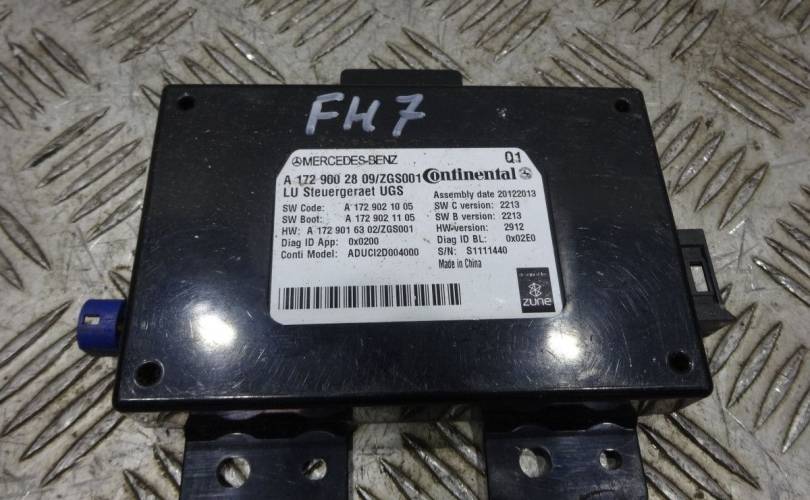 FH7
MERCEDES-BENZ Q1
A 172 900 28 09/ZGS001 Continental
LU Steuergeraet UGS Assembly date 20122013
SW Code: A 172 902 10 05 SW C version: 2213
SW Boot: A 172 902 11 05 SW B version: 2213
HW: A 172 901 63 02/ZGS001 HW-version: 2912
Diag ID App: 0x0200 Diag ID BL: 0x02E0
Conti Model: ADUCI2D004000 S/N: S1111440
Made in China
zune